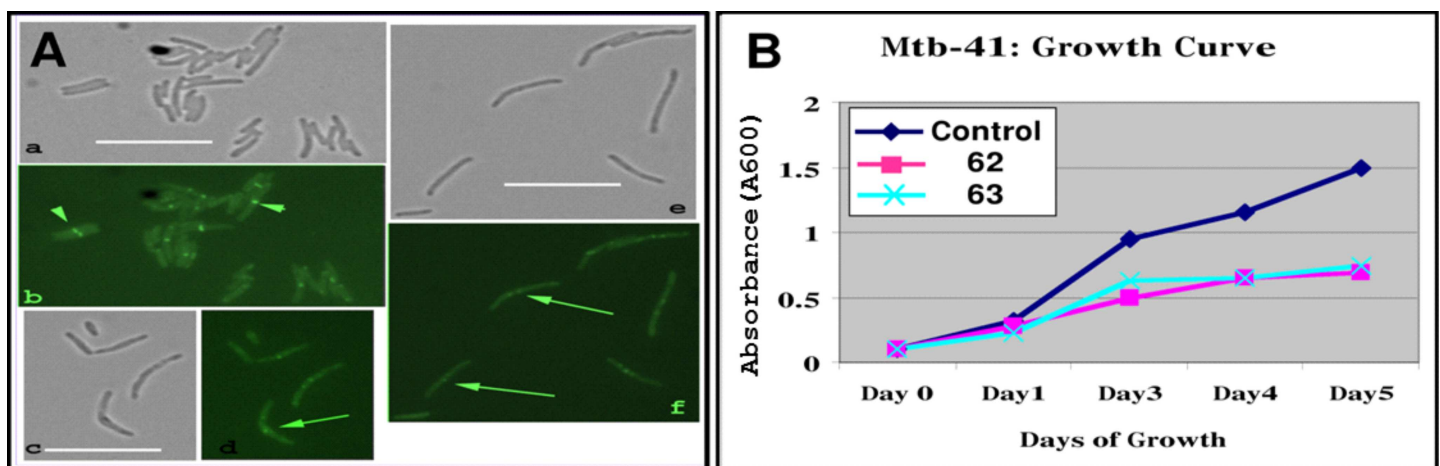 A
a
b
c
d
e
f
B
Mtb-41: Growth Curve
Absorbance(A600)
2
1.5
1
0.5
0
Control
62
63
Day 0 Day1 Day3 Day4 Day5
Days of Growth